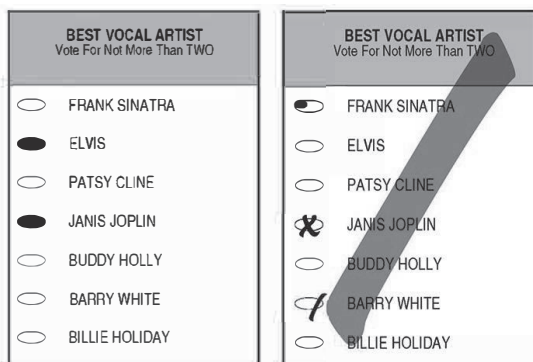 BEST VOCAL ARTIST
Vote For Not More Than TWO
FRANK SINATRA
ELVIS
PATSY CLINE
JANIS JOPLIN
BUDDY HOLLY
BARRY WHITE
BILLIE HOLIDAY
BEST VOCAL ARTIST
Vote For Not More Than TWO
FRANK SINATRA
ELVIS
PATSY CLINE
JANIS JOPLIN
BUDDY HOLLY
BARRY WHITE
BILLIE HOLIDAY